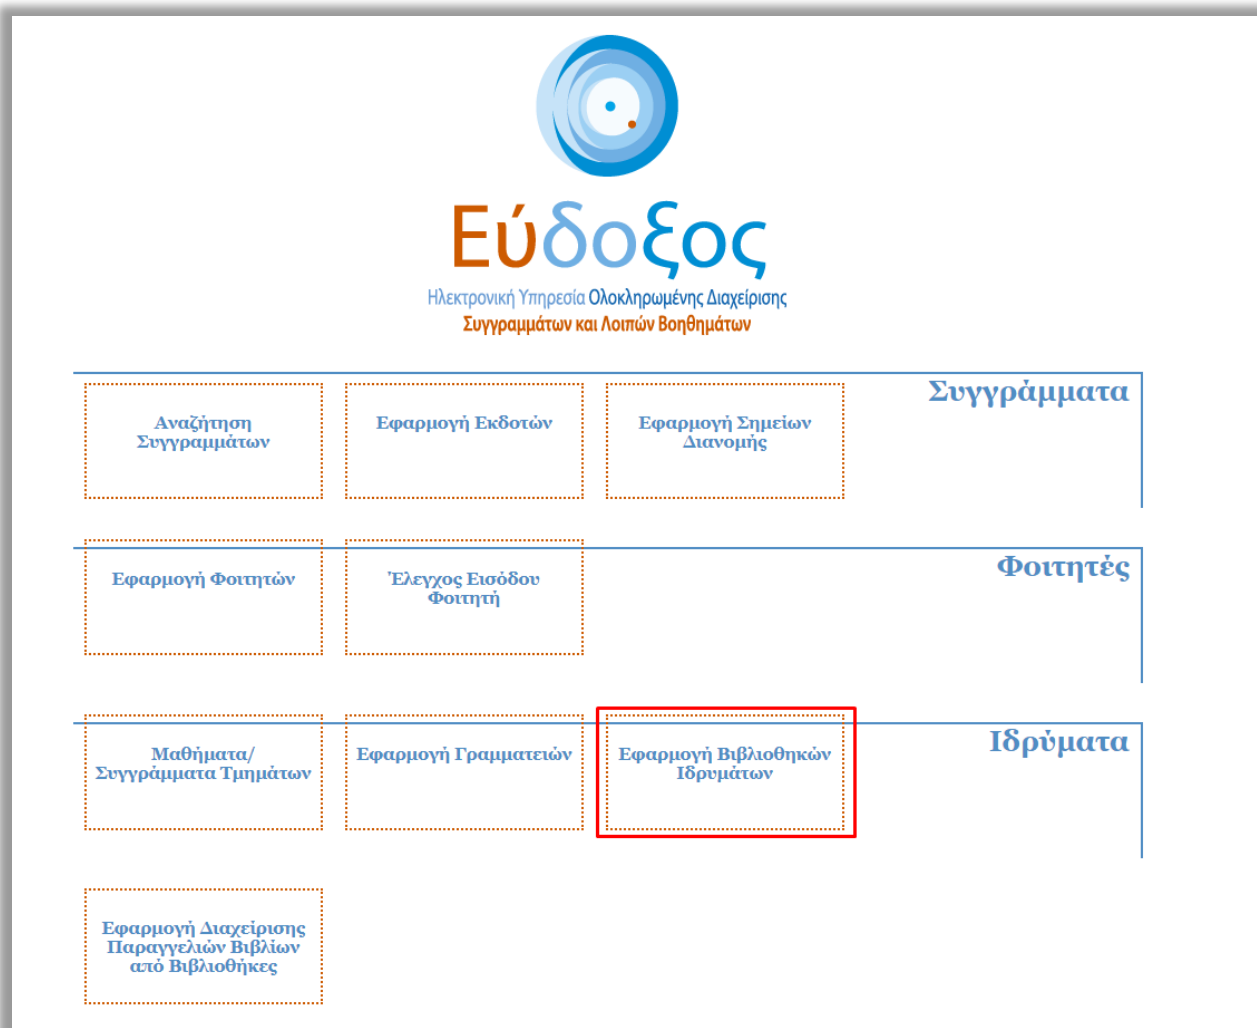 Εύδοξος
Ηλεκτρονική Υπηρεσία Ολοκληρωμένης Διαχείρισης
Συγγραμμάτων και Λοιπών Βοηθημάτων
Συγγράμματα
Αναζήτηση
Συγγραμμάτων
Εφαρμογή Εκδοτών
Εφαρμογή Σημείων
Διανομής
Φοιτητές
Εφαρμογή Φοιτητών
Έλεγχος Εισόδου
Φοιτητή
Ιδρύματα
Μαθήματα/
Συγγράμματα Τμημάτων
Εφαρμογή Γραμματειών
Εφαρμογή Βιβλιοθηκών
Ιδρυμάτων
Εφαρμογή Διαχείρισης
Παραγγελιών Βιβλίων
από Βιβλιοθήκες